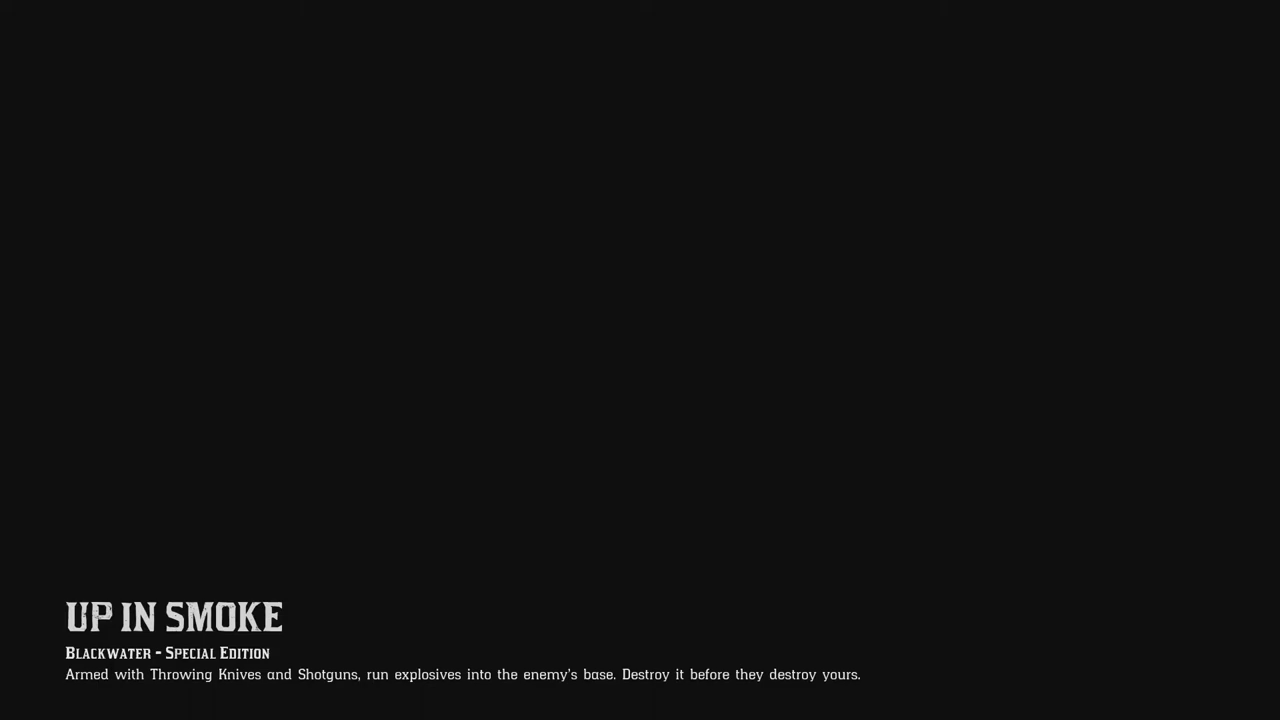 UP IN SMOKE
Blackwater - Special Edition
Armed with Throwing Knives and Shotguns, run explosives into the enemy's base. Destroy it before they destroy yours.